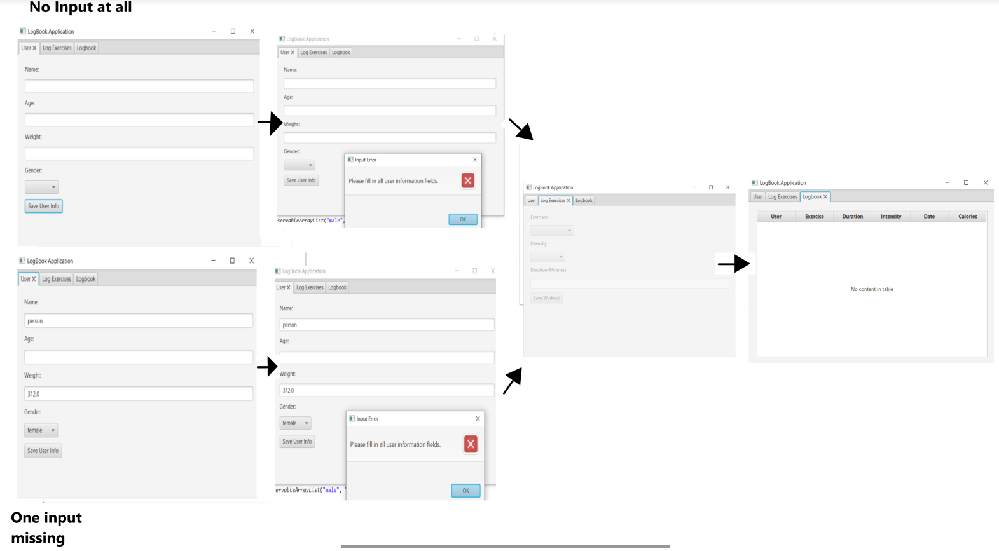 No Input at all
LogBook Application
User X Log Exercises Logbook
Name:
Age:
Weight:
Gender:
Save User Info
LogBook Application
User X Log Exercises Logbook
Name:
Age:
Weight:
Gender:
Save User Info
Input Error
Please fill in all user information fields.
OK
servableArrayList("male",
LogBook Application
User X Log Exercises Logbook
Name:
person
Age:
Weight:
312.0
Gender:
female
Save User Info
LogBook Application
User X Log Exercises Logbook
Name:
person
Age:
Weight:
312.0
Gender:
female
Save User Info
Input Error
Please fill in all user information fields.
OK
ervableArrayList("male", '
LogBook Application
User Log Exercises X Logbook
Exercises
Intensity:
Duration (Minutes)
Save Workout
LogBook Application
User Log Exercises Logbook X
User Exercise Duration Intensity Date Calories
No content in table
One input
missing